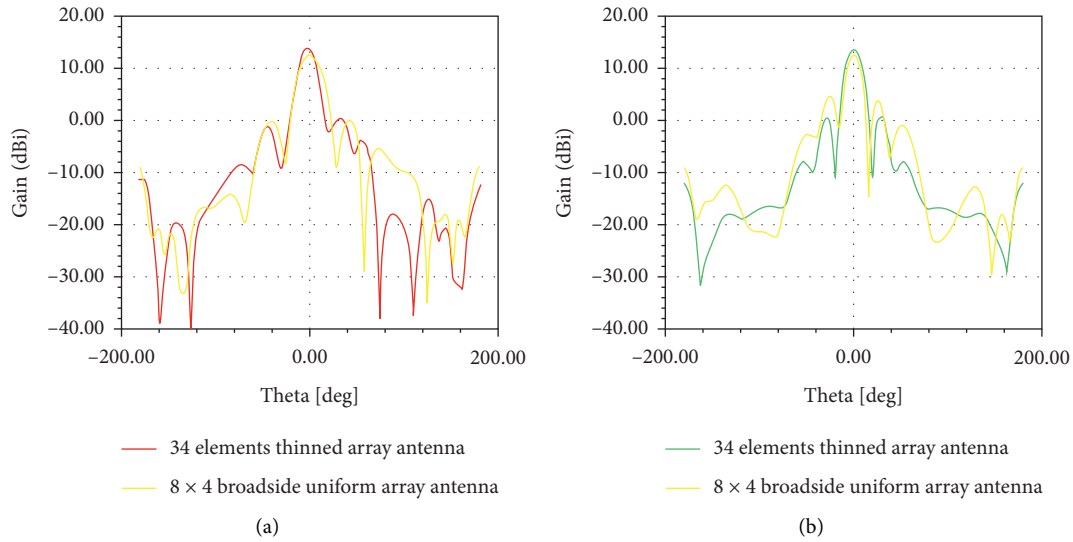 20.00
10.00
0.00
−10.00
−20.00
−30.00
−40.00
Gain (dBi)
−200.00
0.00
200.00
Theta [deg]
34 elements thinned array antenna
8 × 4 broadside uniform array antenna
(a)
20.00
10.00
0.00
−10.00
−20.00
−30.00
−40.00
Gain (dBi)
−200.00
0.00
200.00
Theta [deg]
34 elements thinned array antenna
8 × 4 broadside uniform array antenna
(b)